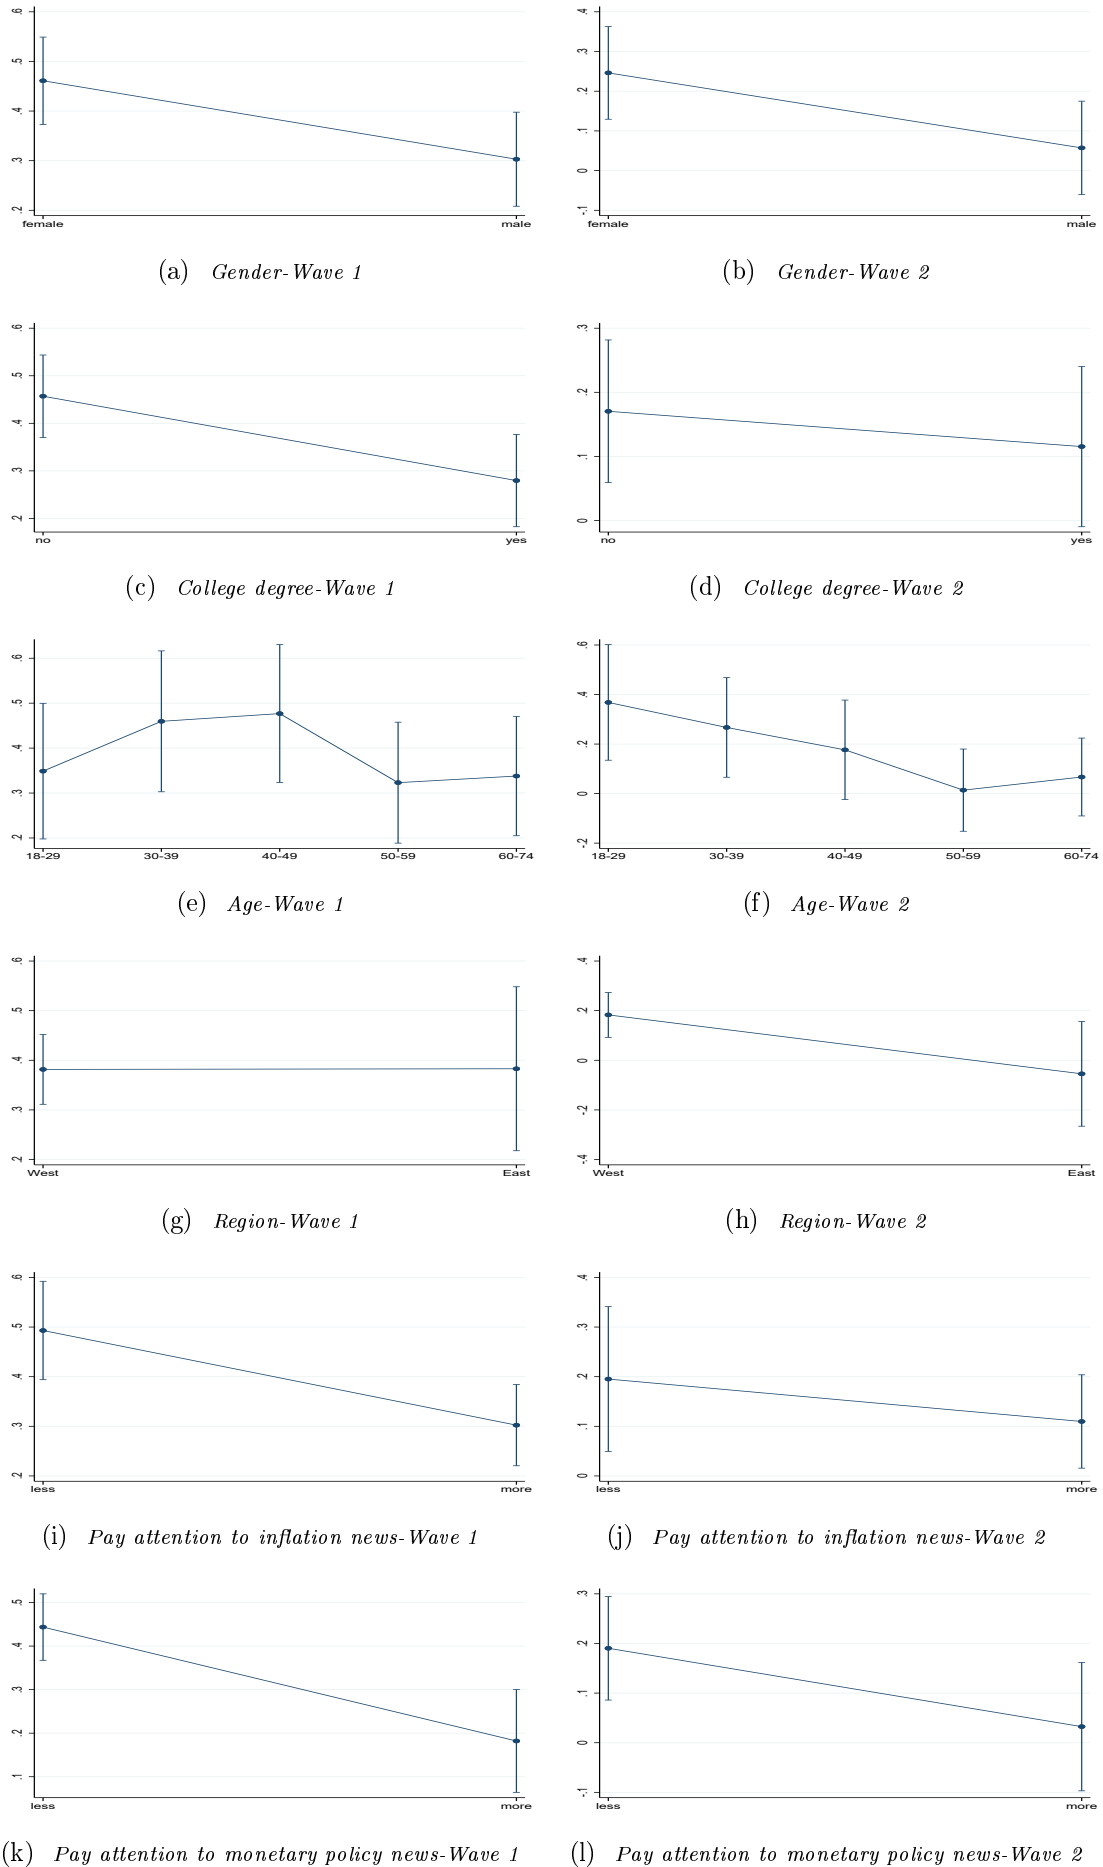 .6
.5
.4
.3
.2
female male
(a) Gender-Wave 1
.4
.3
.2
.1
0
-.1
female male
(b) Gender-Wave 2
.6
.5
.4
.3
.2
no yes
(c) College degree-Wave 1
.3
.2
.1
0
no yes
(d) College degree-Wave 2
.6
.5
.4
.3
.2
18-29 30-39 40-49 50-59 60-74
(e) Age-Wave 1
.6
.4
.2
0
-.2
18-29 30-39 40-49 50-59 60-74
(f) Age-Wave 2
.6
.5
.4
.3
.2
West East
(g) Region-Wave 1
.4
.2
0
-.2
-.4
West East
(h) Region-Wave 2
.6
.5
.4
.3
.2
less more
(i) Pay attention to inflation news-Wave 1
.4
.3
.2
.1
0
less more
(j) Pay attention to inflation news-Wave 2
.5
.4
.3
.2
.1
less more
(k) Pay attention to monetary policy news-Wave 1
.3
.2
.1
0
-.1
less more
(l) Pay attention to monetary policy news-Wave 2